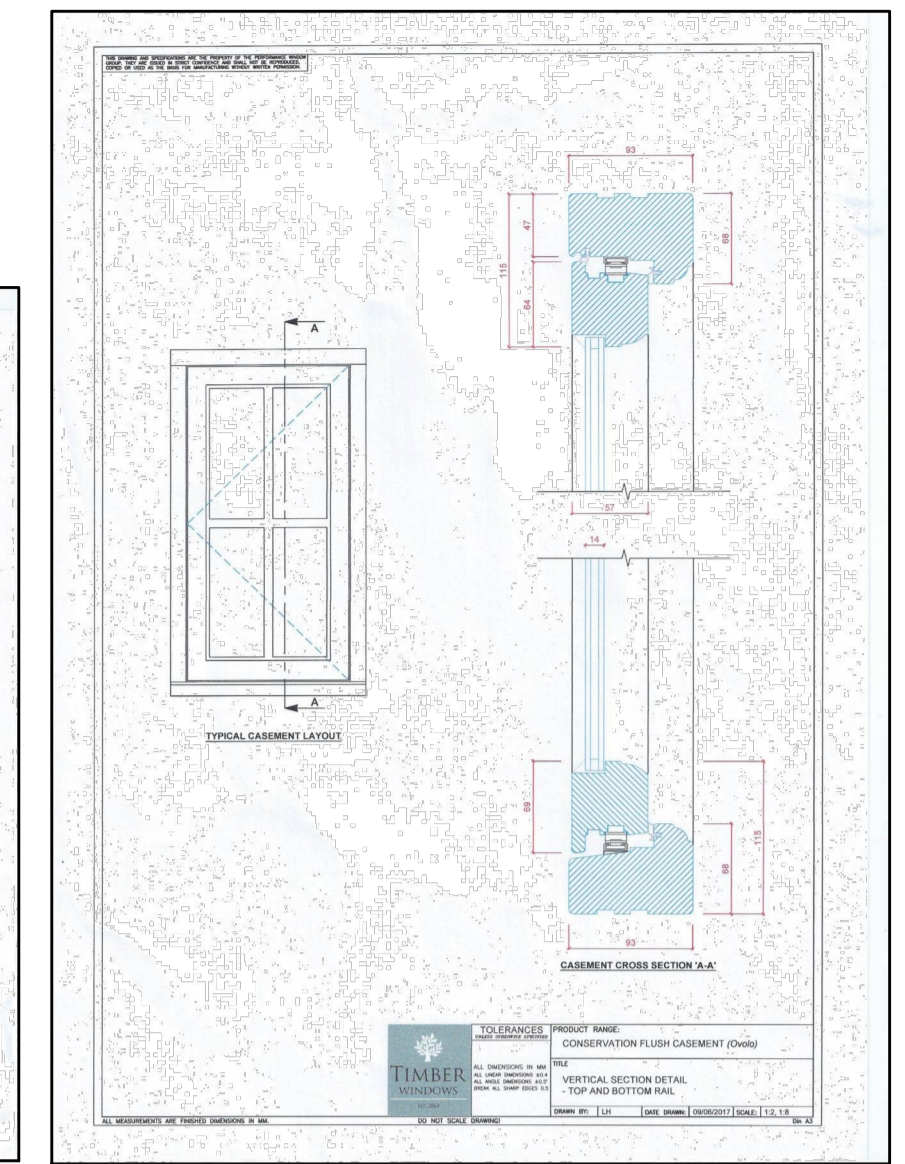 THIS DRAWING AND SPECIFICATIONS ARE THE PROPERTY OF THE PERFORMANCE WINDOW
GROUP. THEY ARE ISSUED IN STRICT CONFIDENCE AND SHALL NOT BE REPRODUCED,
COPIED OR USED AS THE BASIS FOR MANUFACTURING WITHOUT WRITTEN PERMISSION.
93
47
115
64
68
A
A
TYPICAL CASEMENT LAYOUT
57
14
69
115
68
93
CASEMENT CROSS SECTION 'A-A'
TIMBER
WINDOWS
TOLERANCES
UNLESS OTHERWISE SPECIFIED
ALL DIMENSIONS IN MM
ALL LINEAR DIMENSIONS ±0.4
ALL ANGLE DIMENSIONS ±0.5°
BREAK ALL SHARP EDGES 0.5
PRODUCT RANGE:
CONSERVATION FLUSH CASEMENT (Ovolo)
TITLE
VERTICAL SECTION DETAIL
- TOP AND BOTTOM RAIL
DRAWN BY: LH DATE DRAWN: 09/06/2017 SCALE: 1:2, 1:8
ALL MEASUREMENTS ARE FINISHED DIMENSIONS IN MM.
DO NOT SCALE DRAWING!
Din A3